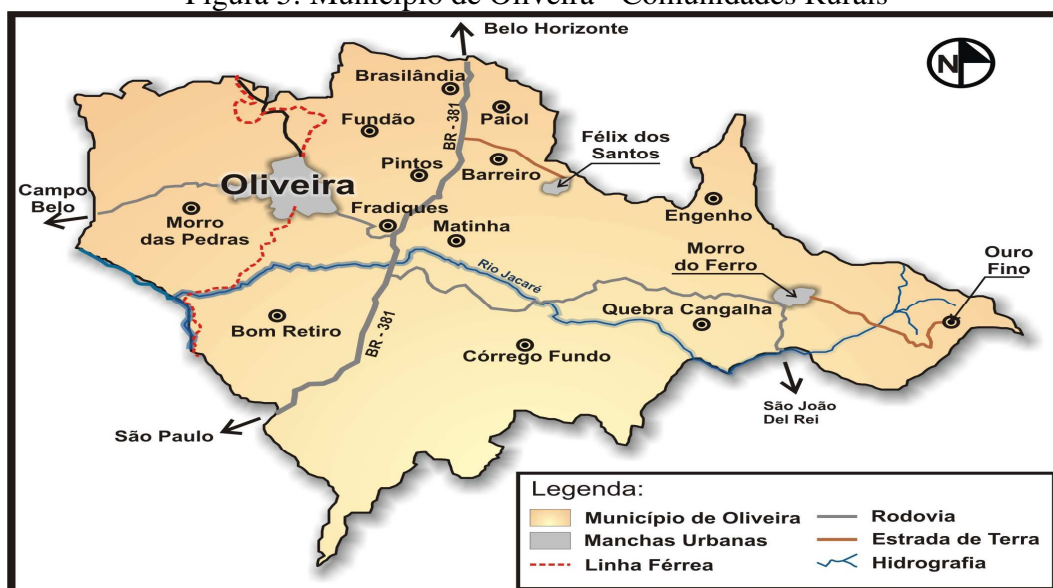 Figura 5: Município de Oliveira - Comunidades Rurais
Belo Horizonte
N
Brasilândia
Paiol
Fundão
BR - 381
Félix dos
Santos
Pintos
Barreiro
Oliveira
Campo
Belo
Fradiques
Engenho
Morro
das Pedras
Matinha
Morro
do Ferro
Ouro
Fino
Rio Jacaré
Quebra Cangalha
Bom Retiro
BR - 381
Córrego Fundo
São João
Del Rei
São Paulo
Legenda:
Município de Oliveira
Rodovia
Manchas Urbanas
Estrada de Terra
Linha Férrea
Hidrografia